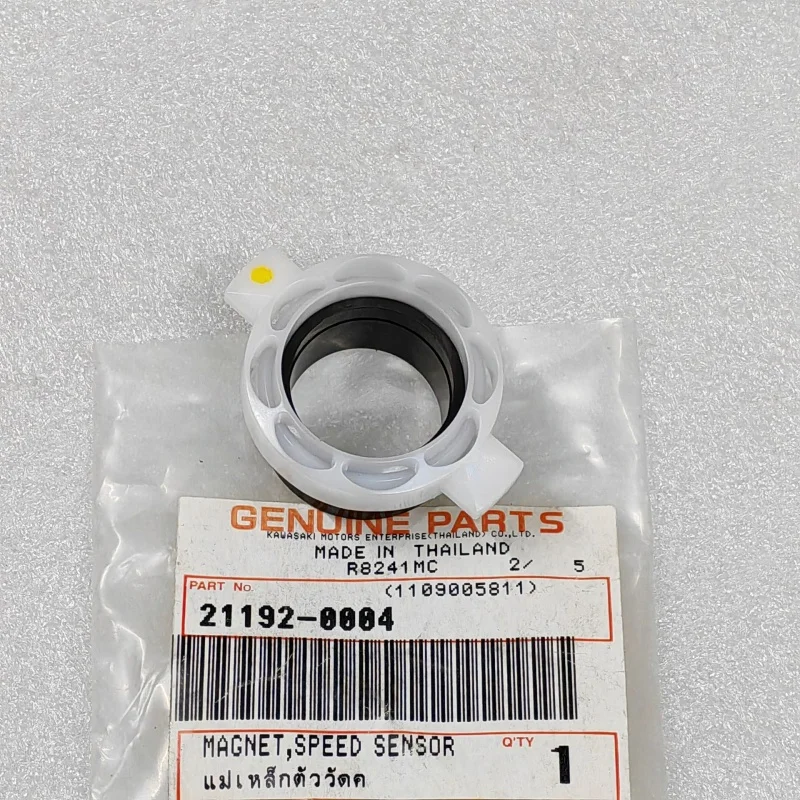 GENUINE PARTS
KAWASAKI MOTORS ENTERPRISE(THAILAND) CO.,LTD.
MADE IN THAILAND
R8241MC 2/ 5
PART No. (1109005811)
21192-0004
MAGNET,SPEED SENSOR Q'TY 1
แม่เหล็กตัววัดค